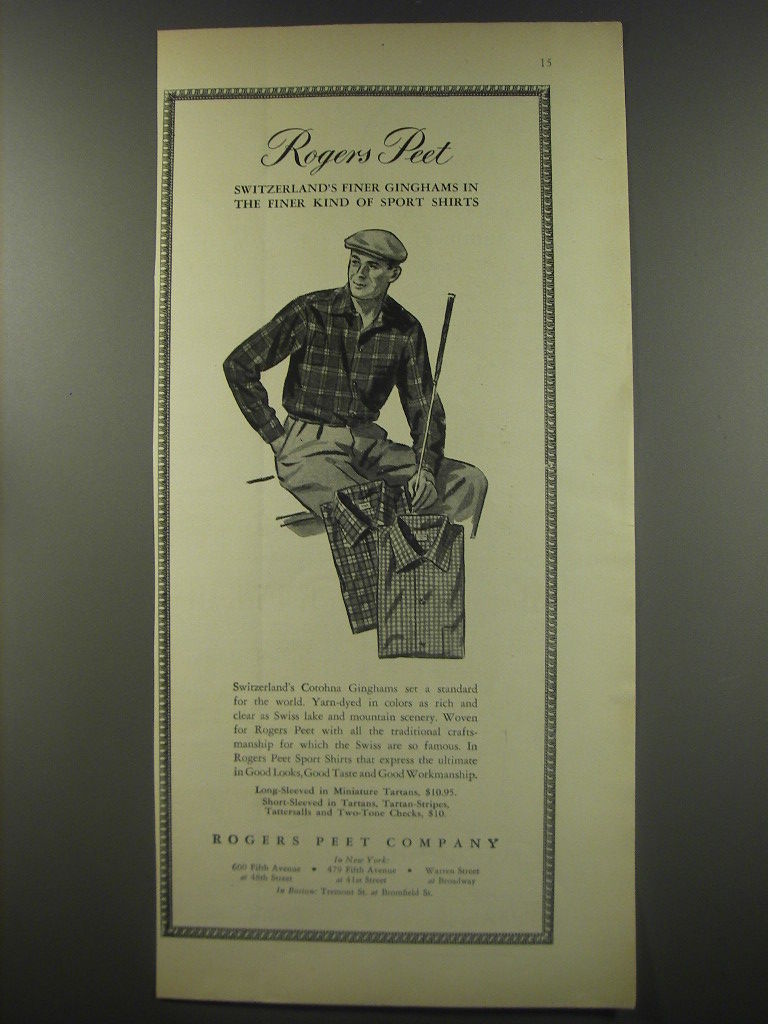 15
Rogers Peet
SWITZERLAND'S FINER GINGHAMS IN
THE FINER KIND OF SPORT SHIRTS
Switzerland's Cotohna Ginghams set a standard
for the world. Yarn-dyed in colors as rich and
clear as Swiss lake and mountain scenery. Woven
for Rogers Peet with all the traditional crafts-
manship for which the Swiss are so famous. In
Rogers Peet Sport Shirts that express the ultimate
in Good Looks, Good Taste and Good Workmanship.
Long-Sleeved in Miniature Tartans, $10.95.
Short-Sleeved in Tartans, Tartan-Stripes,
Tattersalls and Two-Tone Checks, $10.
ROGERS PEET COMPANY
In New York:
600 Fifth Avenue • 479 Fifth Avenue • Warren Street
at 48th Street at 41st Street at Broadway
In Boston: Tremont St. at Bromfield St.